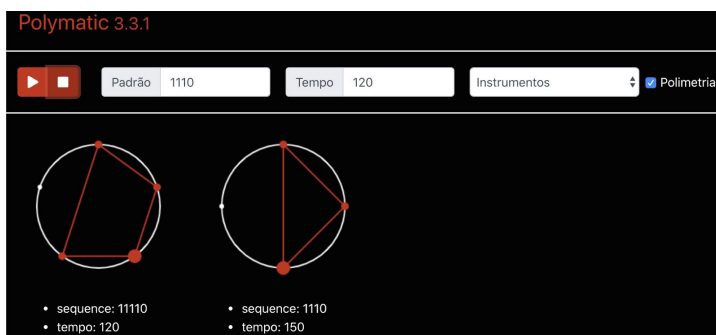 Polymatic 3.3.1
Padrão 1110 Tempo 120 Instrumentos Polimetria
• sequence: 11110 • sequence: 1110
• tempo: 120 • tempo: 150